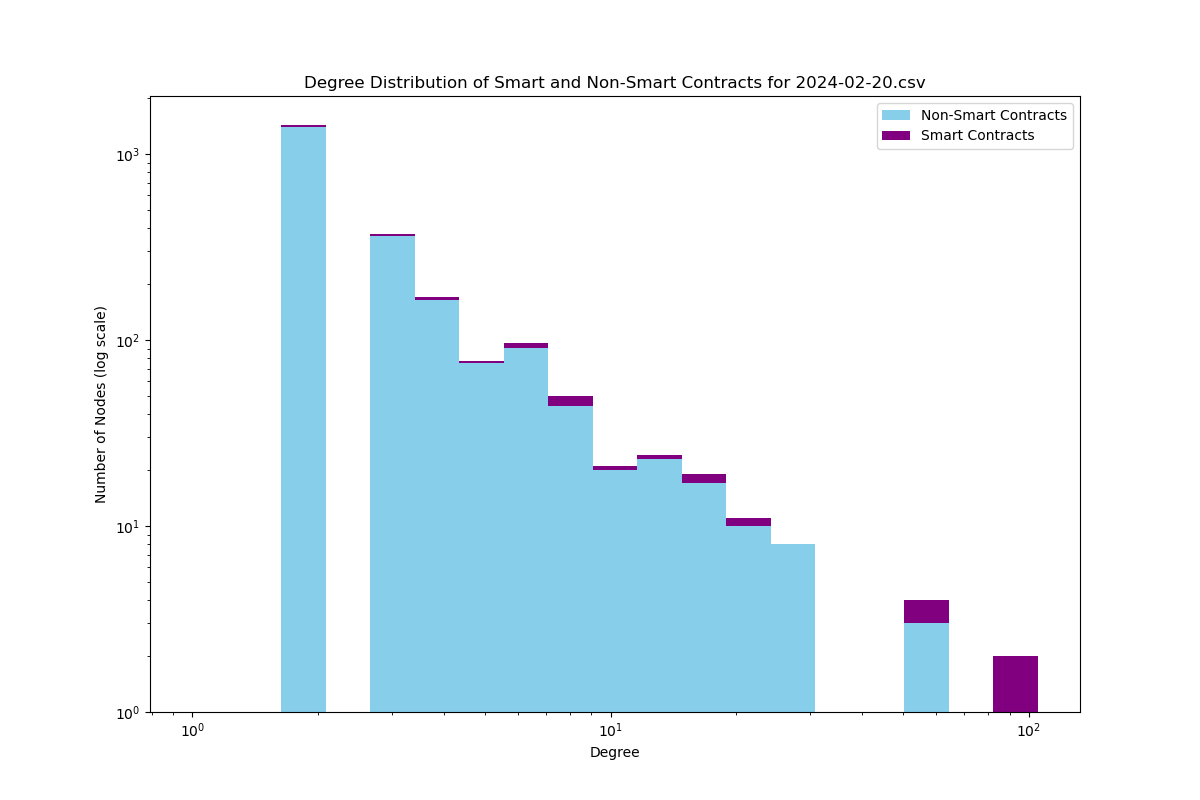 Degree Distribution of Smart and Non-Smart Contracts for 2024-02-20.csv
Non-Smart Contracts
Smart Contracts
Number of Nodes (log scale)
10³
10²
10¹
10⁰
10⁰ 10¹ 10²
Degree